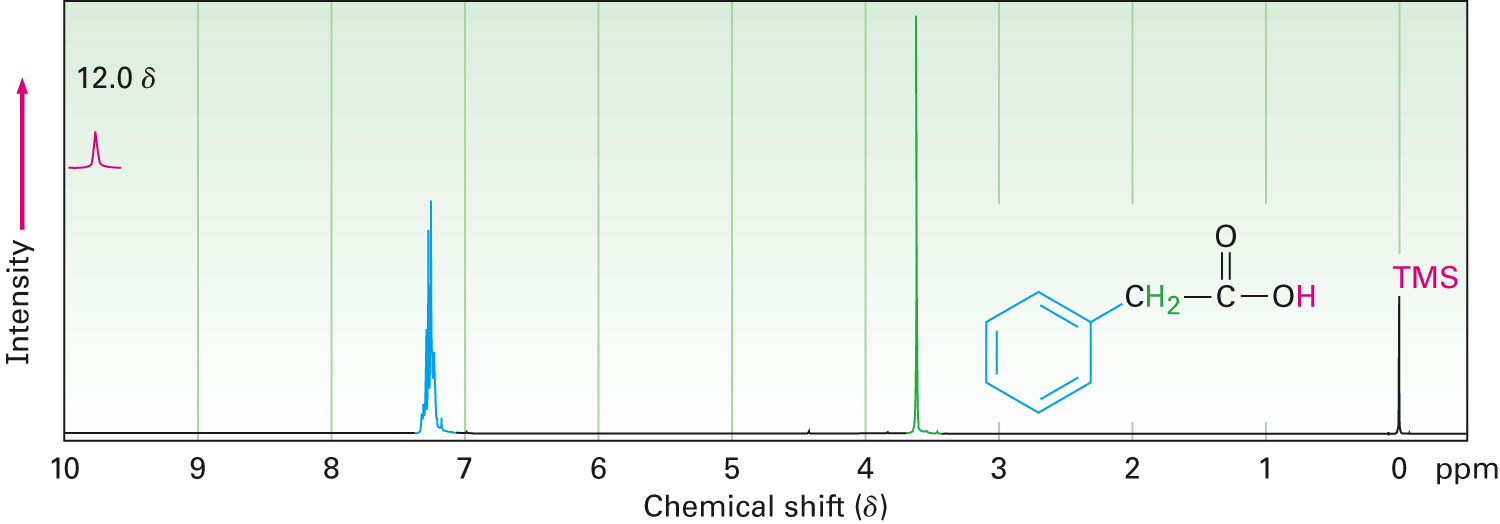 12.0 δ
Intensity
O
CH₂—C—OH
TMS
10 9 8 7 6 5 4 3 2 1 0 ppm
Chemical shift (δ)